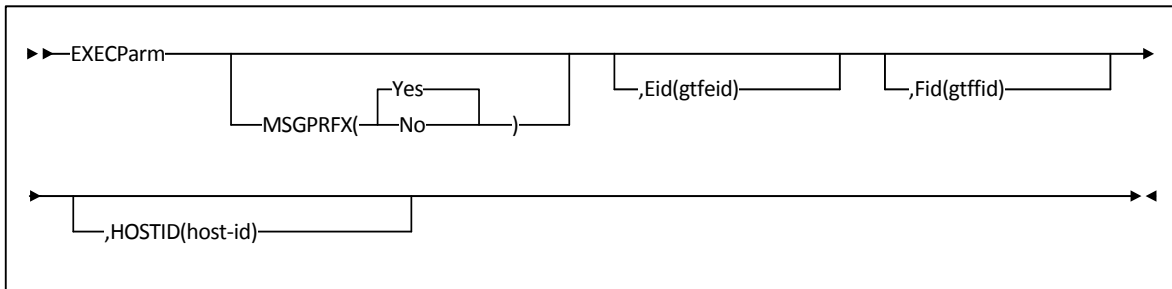 EXECParm
,Eid(gtfeid)
,Fid(gtffid)
Yes
MSGPRFX(
No
)
,HOSTID(host-id)